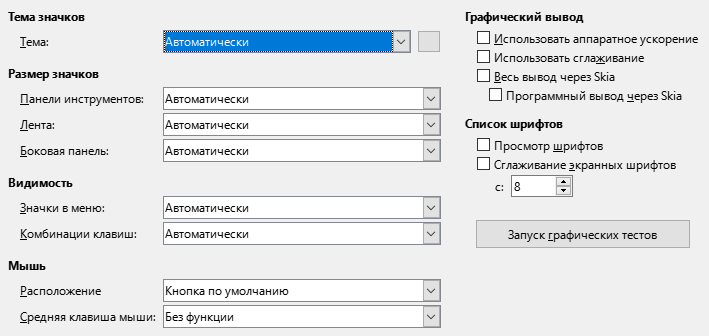 Тема значков
Тема: Автоматически
Размер значков
Панели инструментов: Автоматически
Лента: Автоматически
Боковая панель: Автоматически
Видимость
Значки в меню: Автоматически
Комбинации клавиш: Автоматически
Мышь
Расположение Кнопка по умолчанию
Средняя клавиша мыши: Без функции
Графический вывод
Использовать аппаратное ускорение
Использовать сглаживание
Весь вывод через Skia
Программный вывод через Skia
Список шрифтов
Просмотр шрифтов
Сглаживание экранных шрифтов
с: 8
Запуск графических тестов